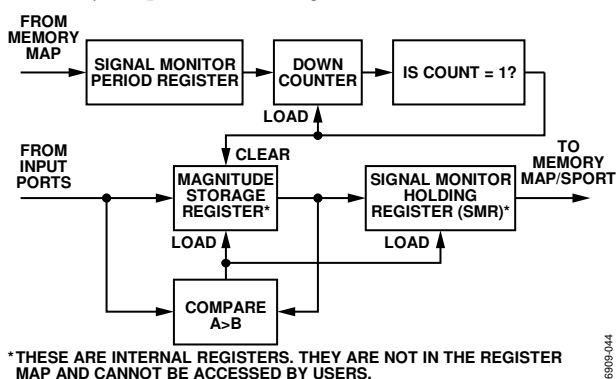 FROM
MEMORY
MAP
SIGNAL MONITOR
PERIOD REGISTER
DOWN
COUNTER
IS COUNT = 1?
LOAD
CLEAR
FROM
INPUT
PORTS
MAGNITUDE
STORAGE
REGISTER*
SIGNAL MONITOR
HOLDING
REGISTER (SMR)*
TO
MEMORY
MAP/SPORT
LOAD
LOAD
COMPARE
A>B
*THESE ARE INTERNAL REGISTERS. THEY ARE NOT IN THE REGISTER
MAP AND CANNOT BE ACCESSED BY USERS.
6909-044